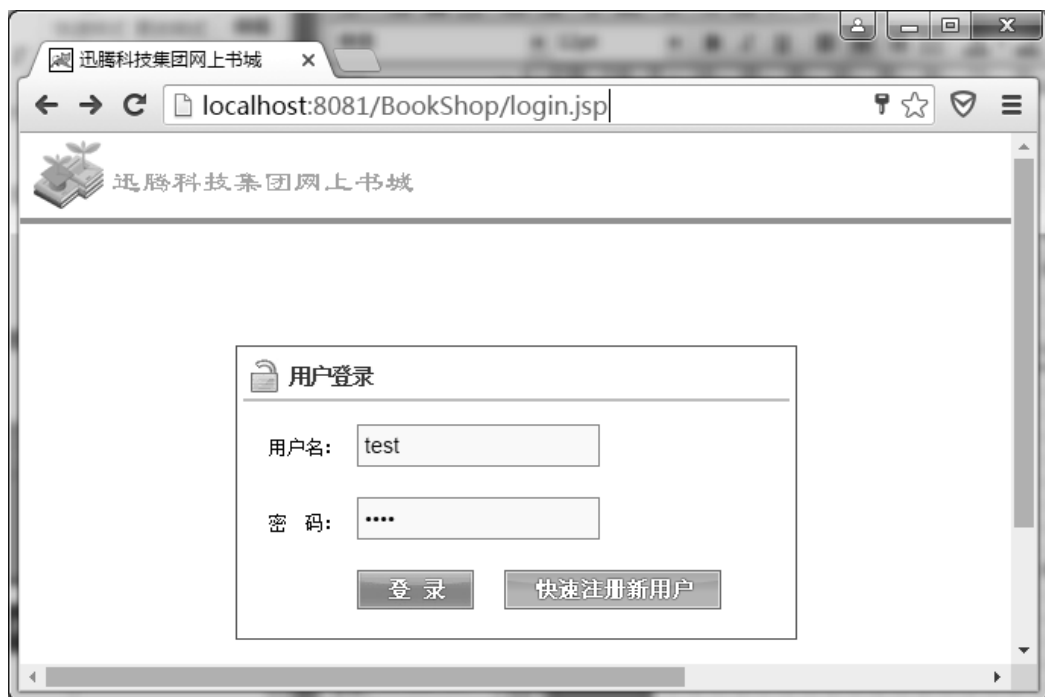 迅腾科技集团网上书城
localhost:8081/BookShop/login.jsp
迅腾科技集团网上书城
用户登录
用户名： test
密 码： ••••
登 录 快速注册新用户